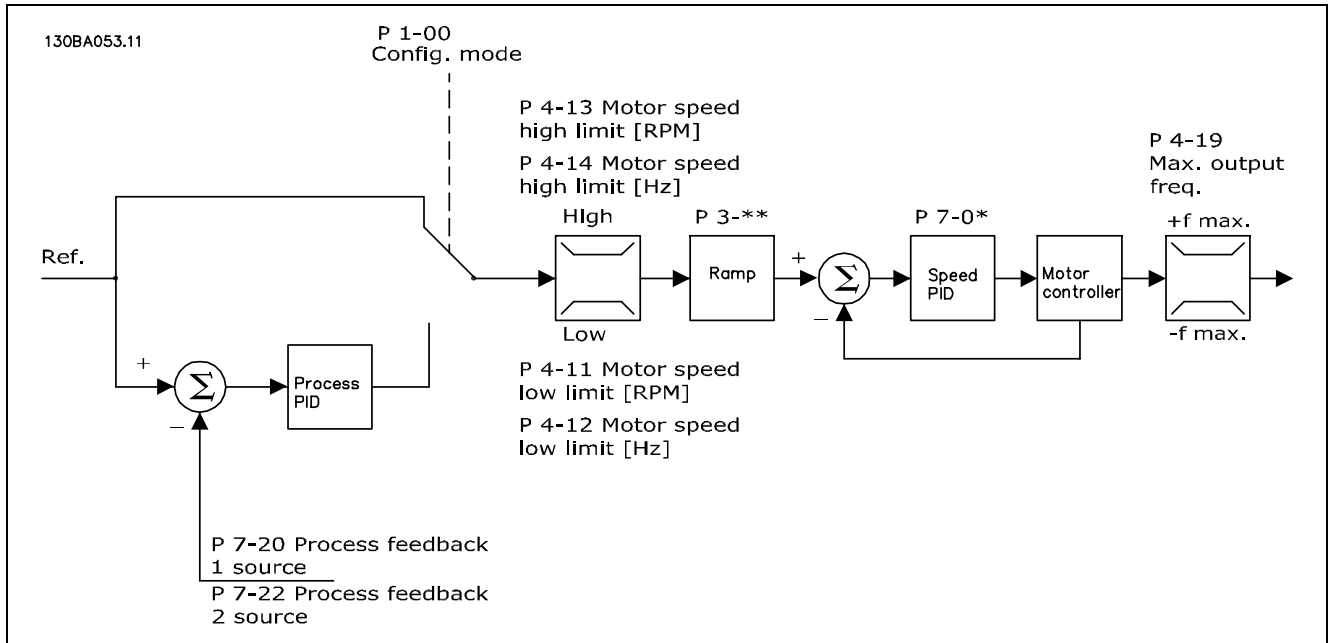 130BA053.11
P 1-00
Config. mode
P 4-13 Motor speed
high limit [RPM]
P 4-14 Motor speed
high limit [Hz]
P 4-19
Max. output
freq.
HIgh
P 3-**
P 7-0*
+f max.
Ref.
Ramp
+
Σ
−
Speed
PID
Motor
controller
Low
-f max.
P 4-11 Motor speed
low limit [RPM]
P 4-12 Motor speed
low limit [Hz]
+
Σ
−
Process
PID
P 7-20 Process feedback
1 source
P 7-22 Process feedback
2 source